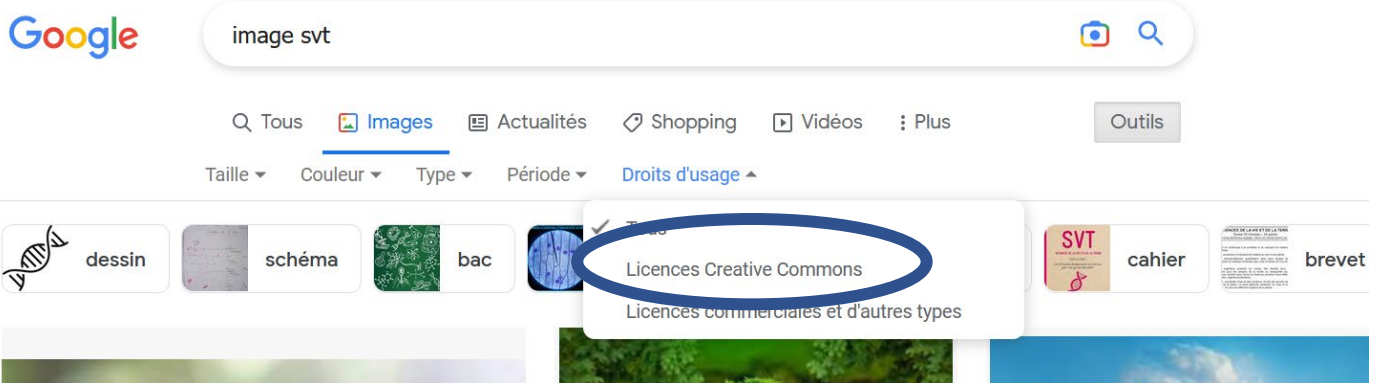 Google
image svt
Tous Images Actualités Shopping Vidéos Plus Outils
Taille Couleur Type Période Droits d'usage
Tous
dessin schéma bac SVT cahier brevet
Licences Creative Commons
Licences commerciales et d'autres types